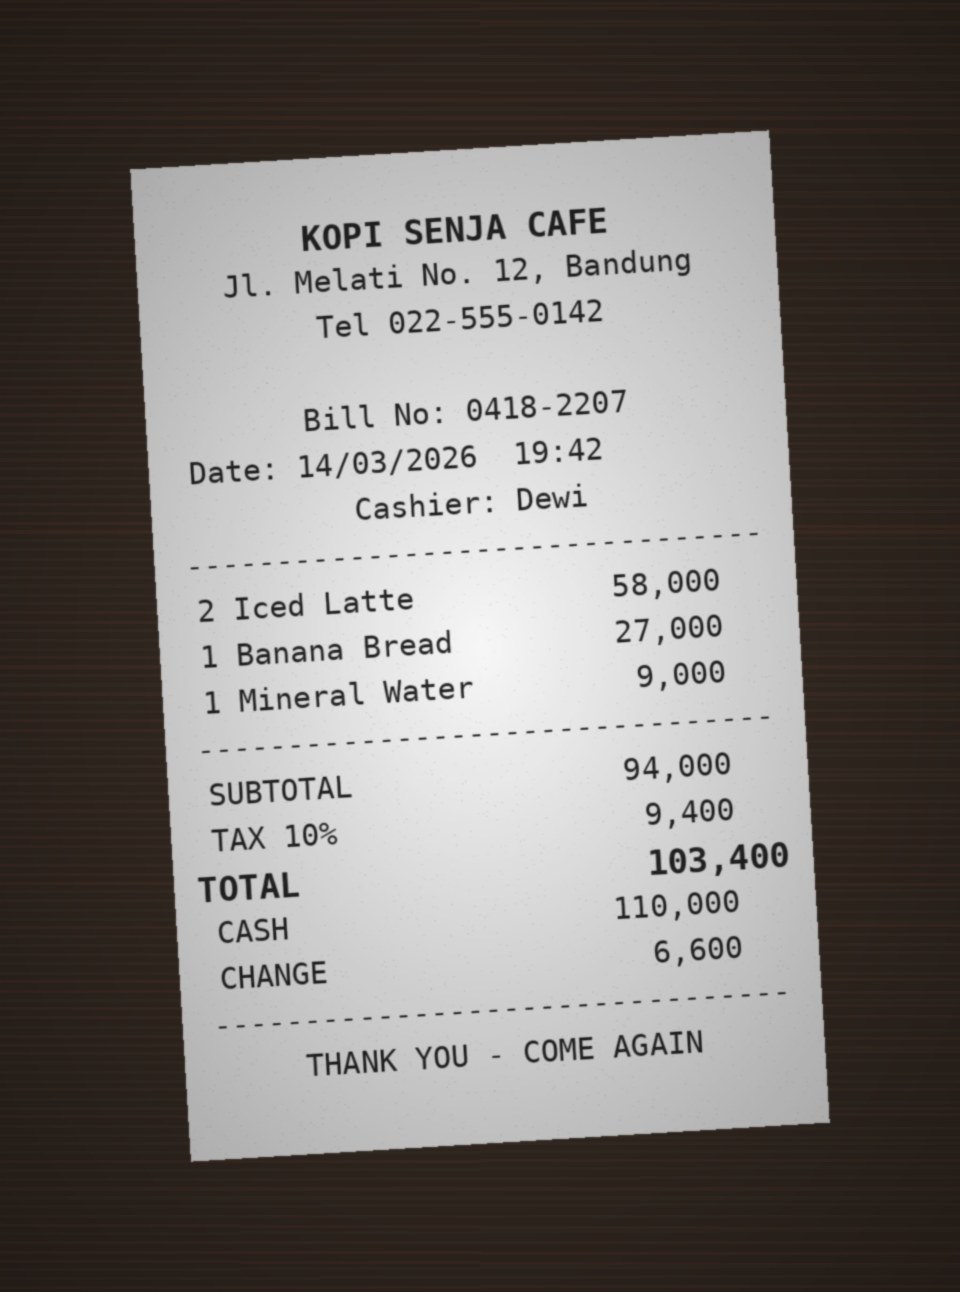 KOPI SENJA CAFE
Jl. Melati No. 12, Bandung
Tel 022-555-0142
Bill No: 0418-2207
Date: 14/03/2026 19:42
Cashier: Dewi
--------------------------------
2 Iced Latte 58,000
1 Banana Bread 27,000
1 Mineral Water 9,000
--------------------------------
SUBTOTAL 94,000
TAX 10% 9,400
TOTAL 103,400
CASH 110,000
CHANGE 6,600
--------------------------------
THANK YOU - COME AGAIN